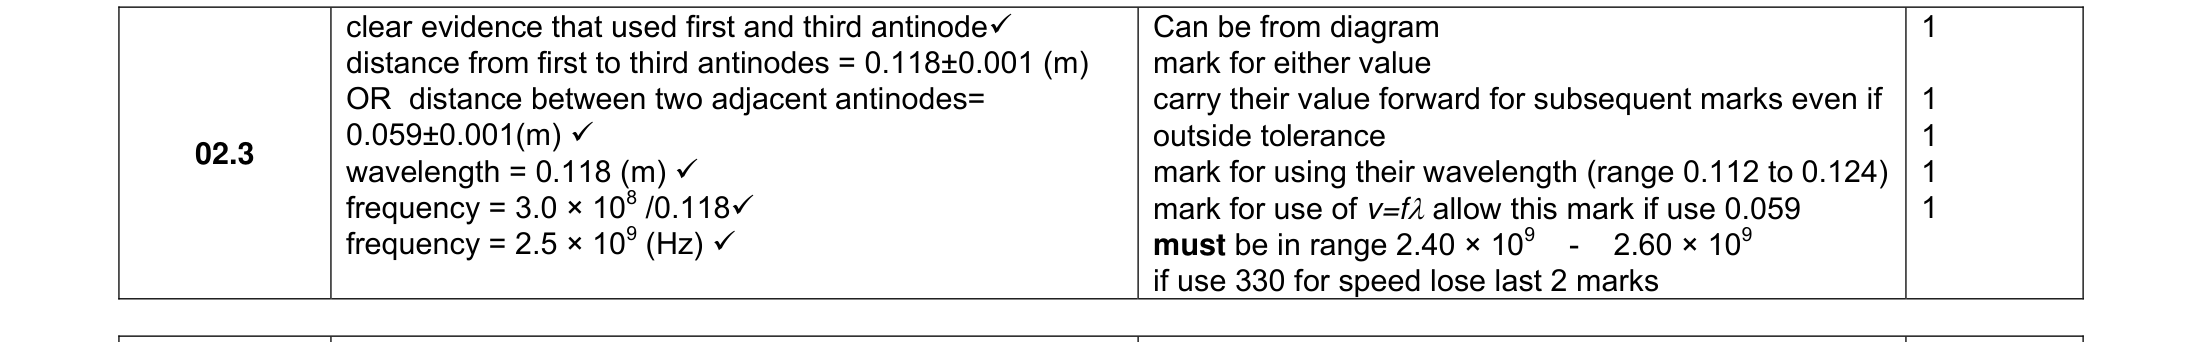 02.3
clear evidence that used first and third antinode✓
distance from first to third antinodes = 0.118±0.001 (m)
OR distance between two adjacent antinodes=
0.059±0.001(m) ✓
wavelength = 0.118 (m) ✓
frequency = 3.0 × 10⁸ /0.118✓
frequency = 2.5 × 10⁹ (Hz) ✓
Can be from diagram
mark for either value
carry their value forward for subsequent marks even if
outside tolerance
mark for using their wavelength (range 0.112 to 0.124)
mark for use of v=fλ allow this mark if use 0.059
must be in range 2.40 × 10⁹ - 2.60 × 10⁹
if use 330 for speed lose last 2 marks
1
1
1
1
1